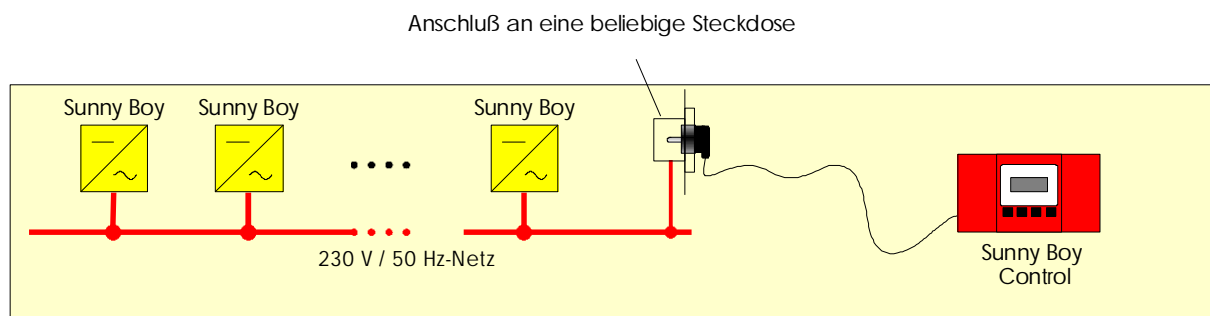 Anschluß an eine beliebige Steckdose
Sunny Boy
Sunny Boy
Sunny Boy
230 V / 50 Hz-Netz
Sunny Boy
Control